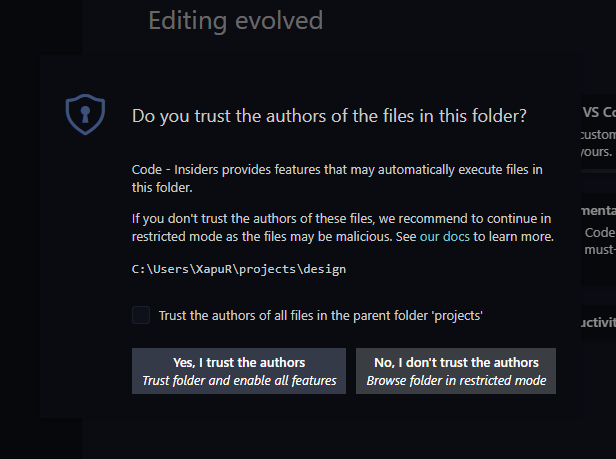 Editing evolved
Do you trust the authors of the files in this folder?
Code - Insiders provides features that may automatically execute files in
this folder.
If you don't trust the authors of these files, we recommend to continue in
restricted mode as the files may be malicious. See our docs to learn more.
C:\Users\XapuR\projects\design
Trust the authors of all files in the parent folder 'projects'
Yes, I trust the authors
Trust folder and enable all features
No, I don't trust the authors
Browse folder in restricted mode
VS Co
custom
yours.
menta
Code
must-
uctivit